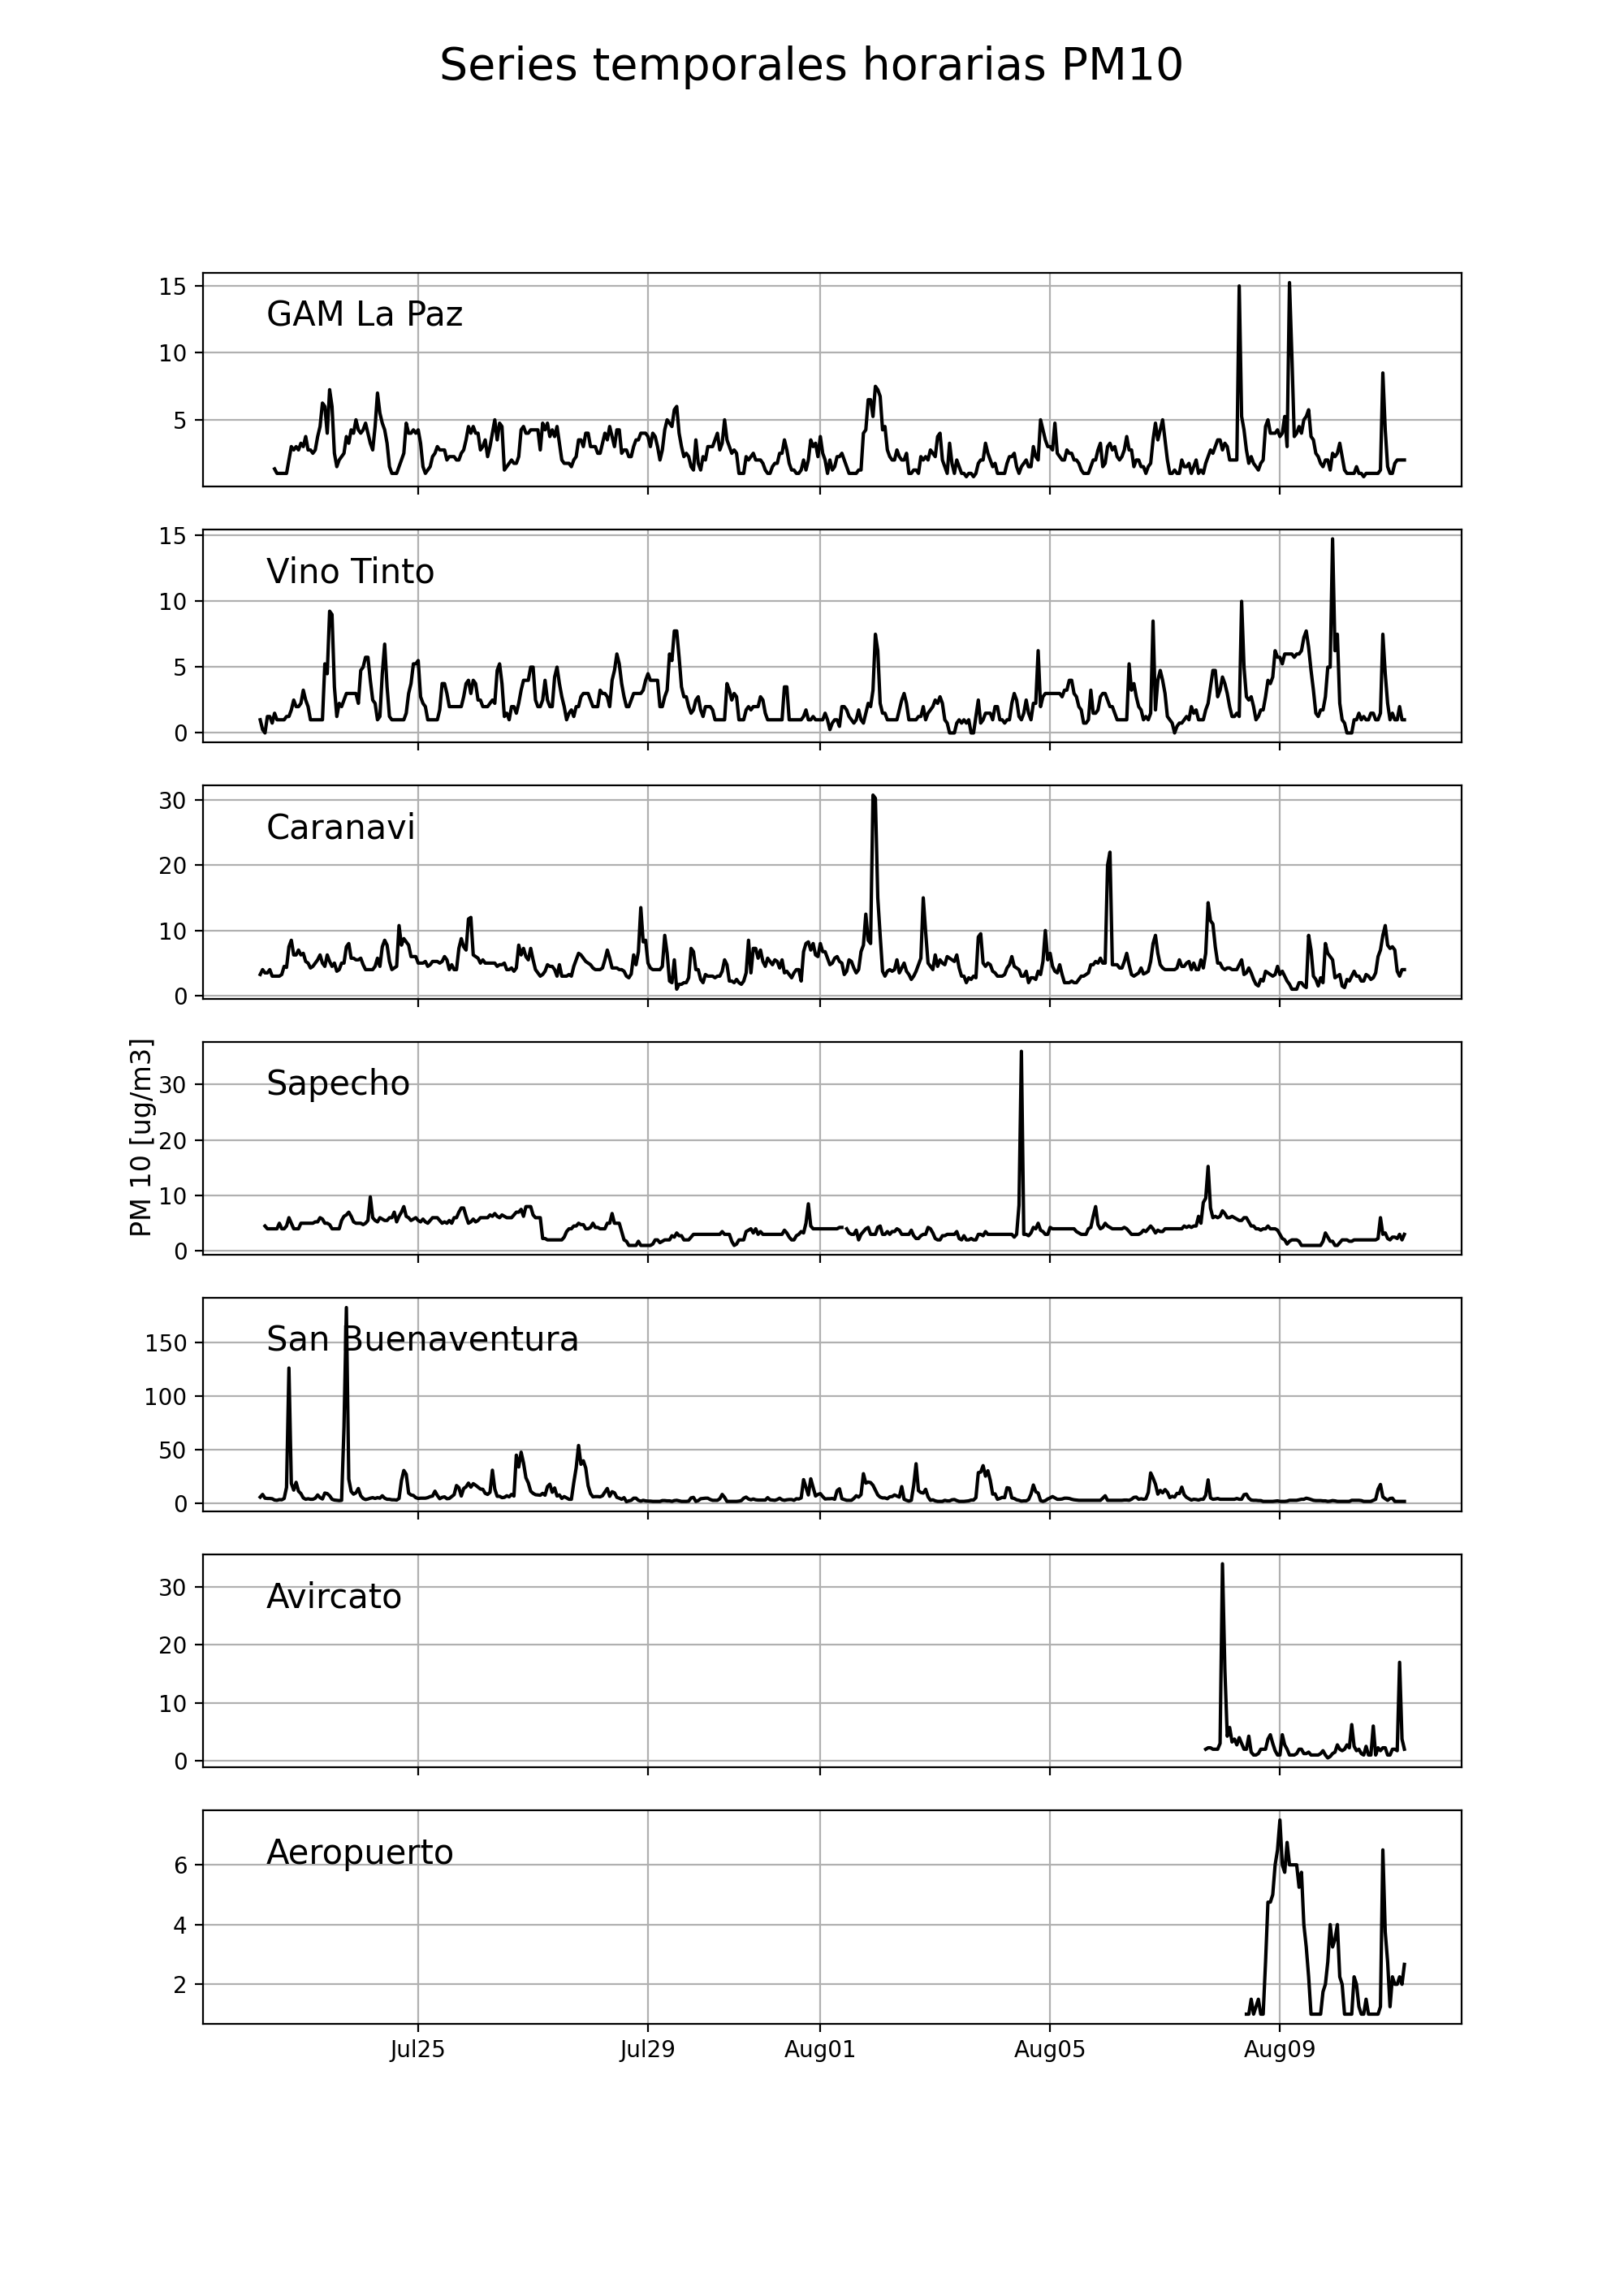 Series temporales horarias PM10
GAM La Paz
15
10
5
Vino Tinto
15
10
5
0
Caranavi
30
20
10
0
PM 10 [ug/m3]
Sapecho
30
20
10
0
San Buenaventura
150
100
50
0
Avircato
30
20
10
0
Aeropuerto
6
4
2
Jul25 Jul29 Aug01 Aug05 Aug09